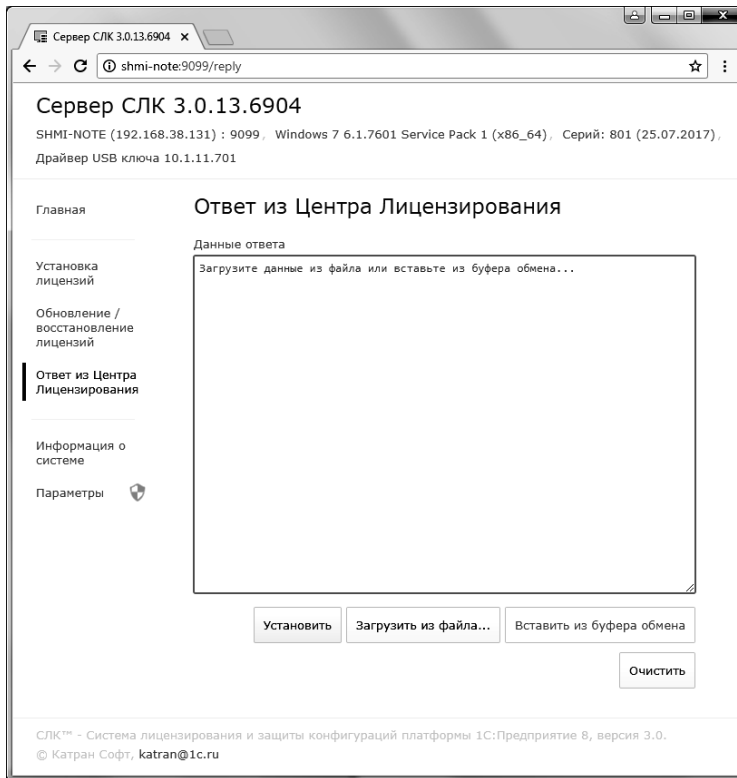 Сервер СЛК 3.0.13.6904
shmi-note:9099/reply
Сервер СЛК 3.0.13.6904
SHMI-NOTE (192.168.38.131) : 9099, Windows 7 6.1.7601 Service Pack 1 (x86_64), Серий: 801 (25.07.2017),
Драйвер USB ключа 10.1.11.701
Главная
Установка
лицензий
Обновление /
восстановление
лицензий
Ответ из Центра
Лицензирования
Информация о
системе
Параметры
Ответ из Центра Лицензирования
Данные ответа
Загрузите данные из файла или вставьте из буфера обмена...
Установить Загрузить из файла... Вставить из буфера обмена
Очистить
СЛК™ - Система лицензирования и защиты конфигураций платформы 1С:Предприятие 8, версия 3.0.
© Катран Софт, katran@1c.ru